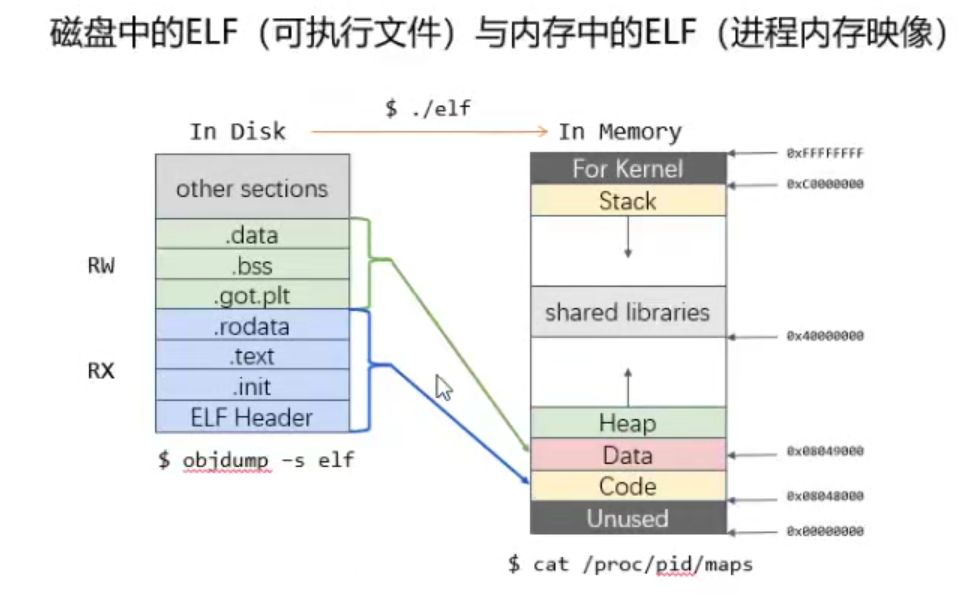 磁盘中的ELF（可执行文件）与内存中的ELF（进程内存映像）
$ ./elf
In Disk
In Memory
other sections
.data
.bss
.got.plt
.rodata
.text
.init
ELF Header
RW
RX
$ objdump -s elf
For Kernel
Stack
shared libraries
Heap
Data
Code
Unused
0xFFFFFFFF
0xC0000000
0x40000000
0x08049000
0x08048000
0x00000000
$ cat /proc/pid/maps